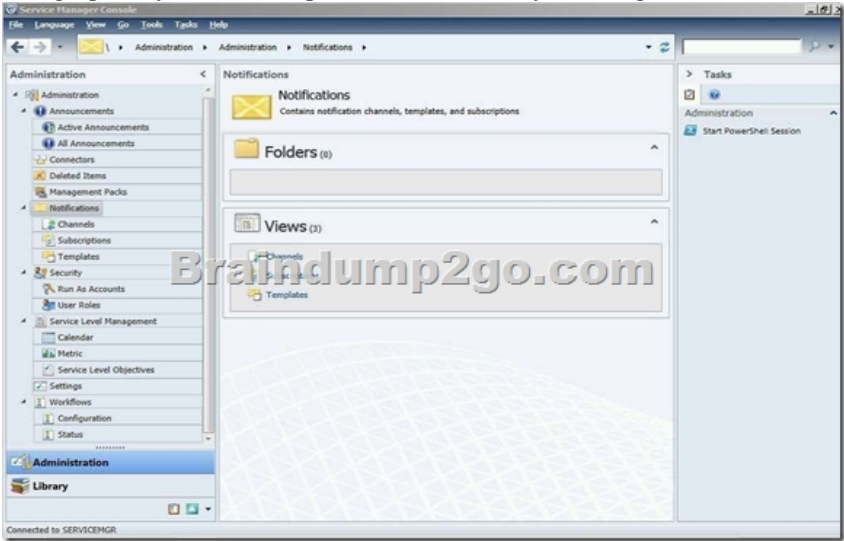 Service Manager Console
File Language View Go Tools Tasks Help
\ Administration Administration Notifications
Administration <
Administration
Announcements
Active Announcements
All Announcements
Connectors
Deleted Items
Management Packs
Notifications
Channels
Subscriptions
Templates
Security
Run As Accounts
User Roles
Service Level Management
Calendar
Metric
Service Level Objectives
Settings
Workflows
Configuration
Status
Administration
Library
Notifications
Notifications
Contains notification channels, templates, and subscriptions
Folders (0)
Views (3)
Channels
Templates
Braindump2go.com
> Tasks
Administration
Start PowerShell Session
Connected to SERVICEMGR